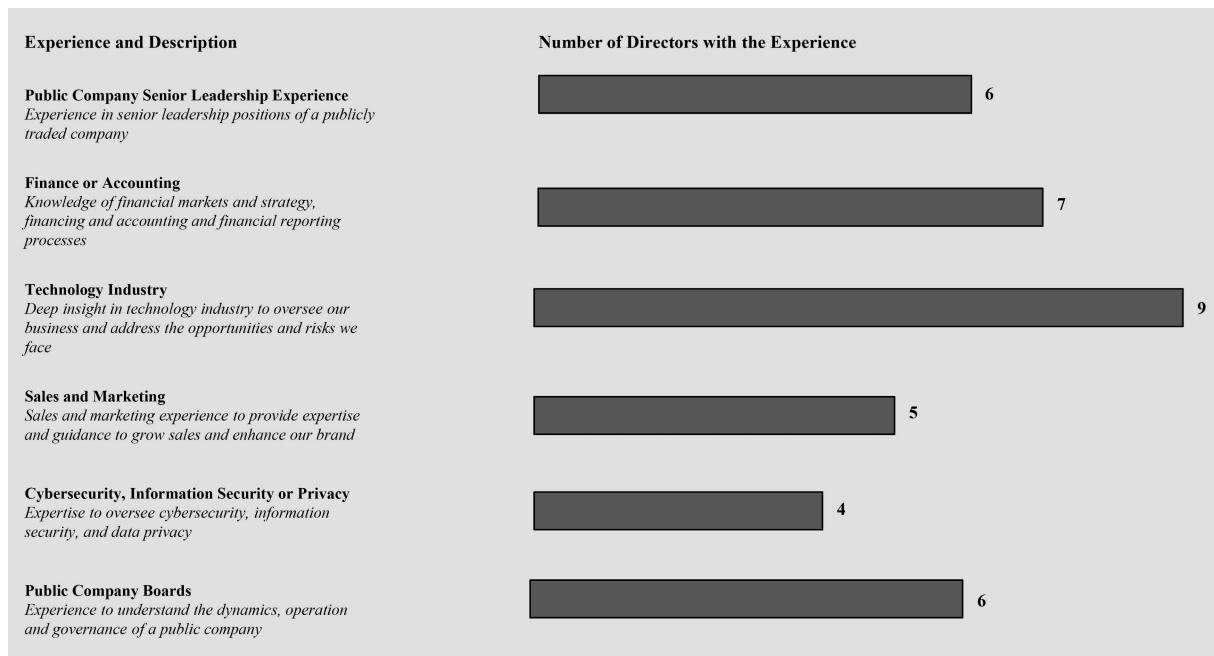 Experience and Description
Number of Directors with the Experience
Public Company Senior Leadership Experience
Experience in senior leadership positions of a publicly
traded company
6
Finance or Accounting
Knowledge of financial markets and strategy,
financing and accounting and financial reporting
processes
7
Technology Industry
Deep insight in technology industry to oversee our
business and address the opportunities and risks we
face
9
Sales and Marketing
Sales and marketing experience to provide expertise
and guidance to grow sales and enhance our brand
5
Cybersecurity, Information Security or Privacy
Expertise to oversee cybersecurity, information
security, and data privacy
4
Public Company Boards
Experience to understand the dynamics, operation
and governance of a public company
6